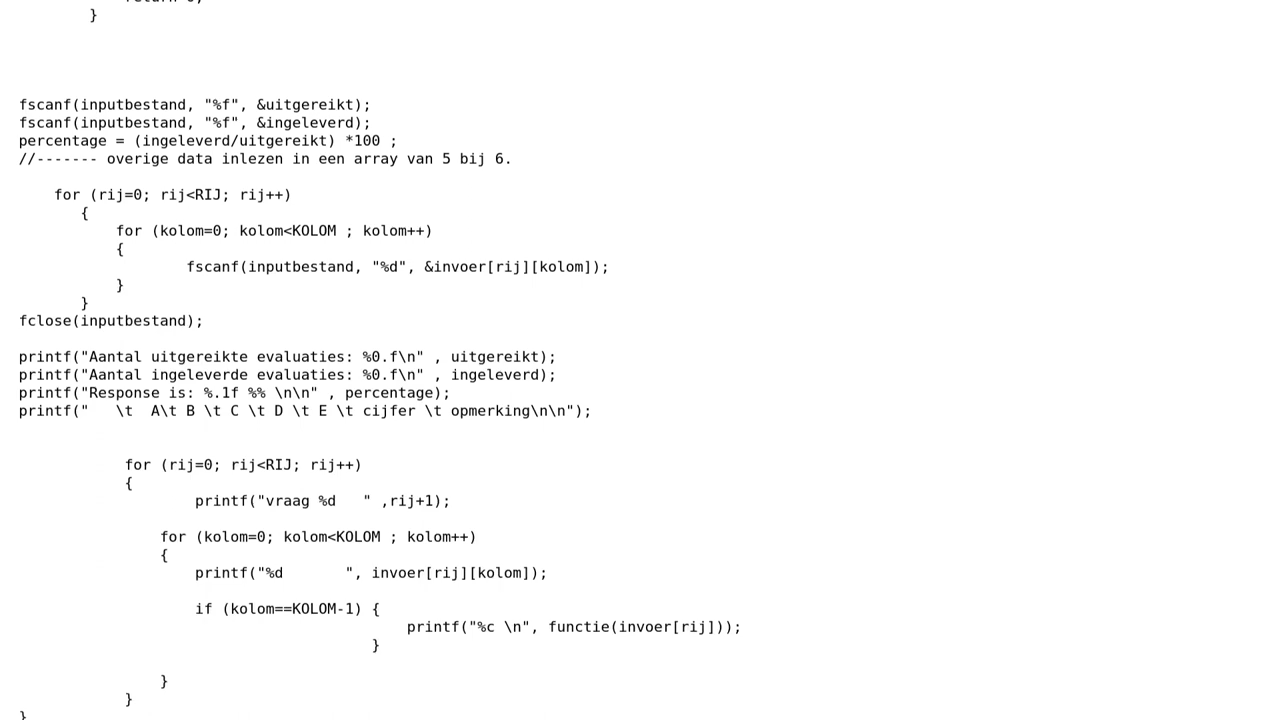 }
fscanf(inputbestand, "%f", &uitgereikt);
fscanf(inputbestand, "%f", &ingeleverd);
percentage = (ingeleverd/uitgereikt) *100 ;
//------- overige data inlezen in een array van 5 bij 6.
for (rij=0; rij<RIJ; rij++)
{
for (kolom=0; kolom<KOLOM ; kolom++)
{
fscanf(inputbestand, "%d", &invoer[rij][kolom]);
}
}
fclose(inputbestand);
printf("Aantal uitgereikte evaluaties: %0.f\n" , uitgereikt);
printf("Aantal ingeleverde evaluaties: %0.f\n" , ingeleverd);
printf("Response is: %.1f %% \n\n" , percentage);
printf("   \t  A\t B \t C \t D \t E \t cijfer \t opmerking\n\n");
for (rij=0; rij<RIJ; rij++)
{
printf("vraag %d   " ,rij+1);
for (kolom=0; kolom<KOLOM ; kolom++)
{
printf("%d       ", invoer[rij][kolom]);
if (kolom==KOLOM-1) {
printf("%c \n", functie(invoer[rij]));
}
}
}
}